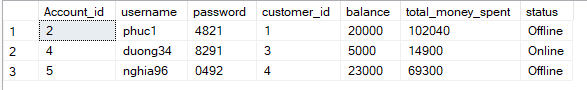 Account_id username password customer_id balance total_money_spent status
1 2 phuc1 4821 1 20000 102040 Offline
2 4 duong34 8291 3 5000 14900 Online
3 5 nghia96 0492 4 23000 69300 Offline